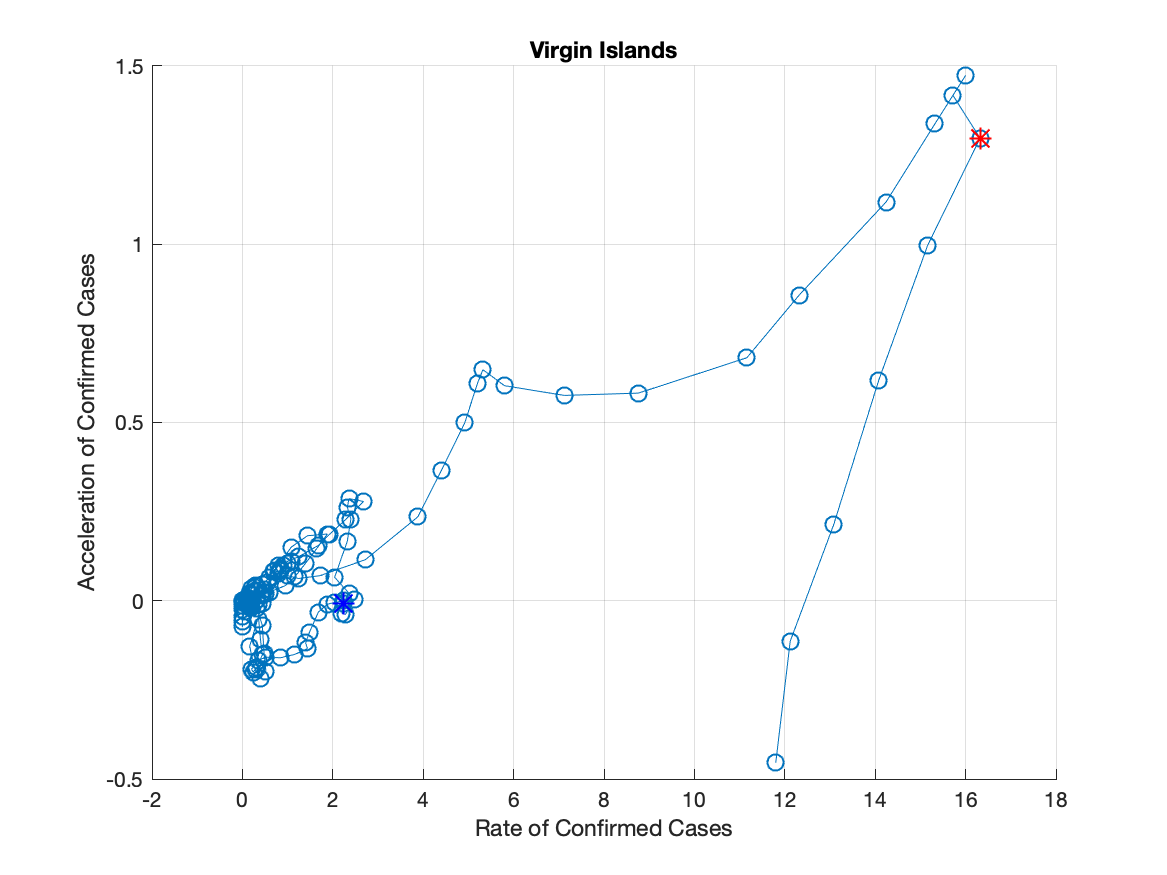 Virgin Islands
1.5
1
0.5
0
-0.5
Acceleration of Confirmed Cases
-2 0 2 4 6 8 10 12 14 16 18
Rate of Confirmed Cases